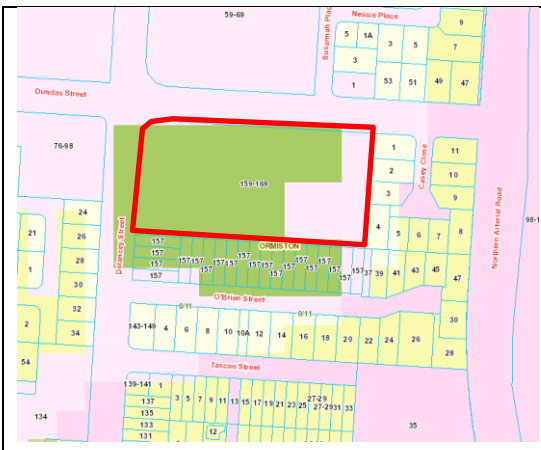 59-69
Nessie Place
Susannah Plac
5 1A 3 5 9
7
3
1 53 51 49 47
Dundas Street
76-98
159-169
1
2
3
4
Casey Close
11
10
9
8
Northern Arterial Road
98-1
Delancey Street
24
26
28
30
32
34
21
1
2
54
157
157
157
157
ORMISTON
157 157 157 157 157 157 157 157 157 157 157 157 157 157 157 37 39 41 43 45 47
5 6 7
O'Brien Street
0/11 0/11
143-149 4 6 8 10 10A 12 14 16 18 20 22 24 26
30
28
Tascon Street
139-141 1
137
135
133
131
3 5 7 9 11 13 15 17 19 21 23 25 27-29
27-29 31 33
12
134
35